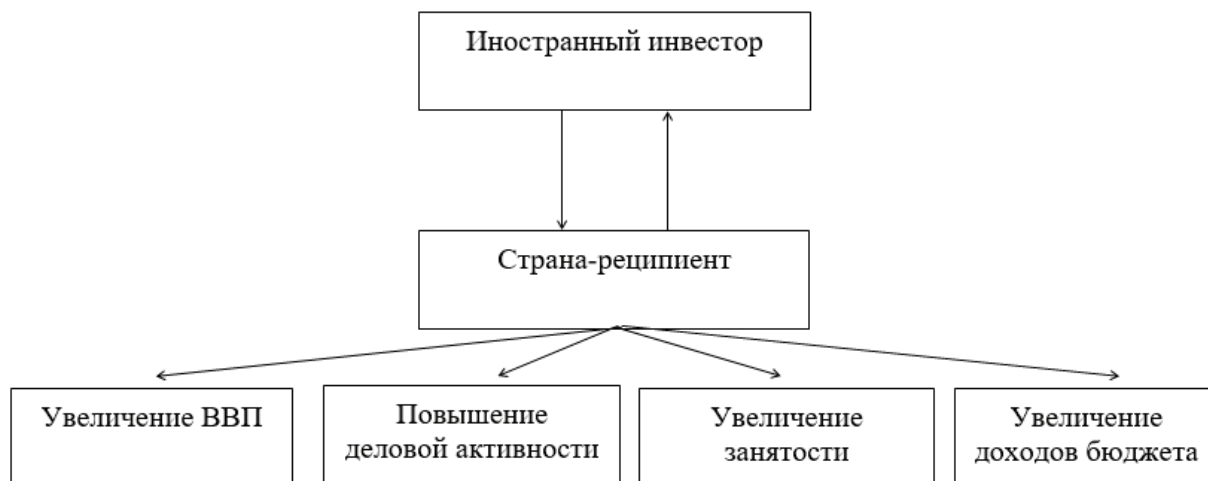 Иностранный инвестор
Страна-реципиент
Увеличение ВВП
Повышение
деловой активности
Увеличение
занятости
Увеличение
доходов бюджета